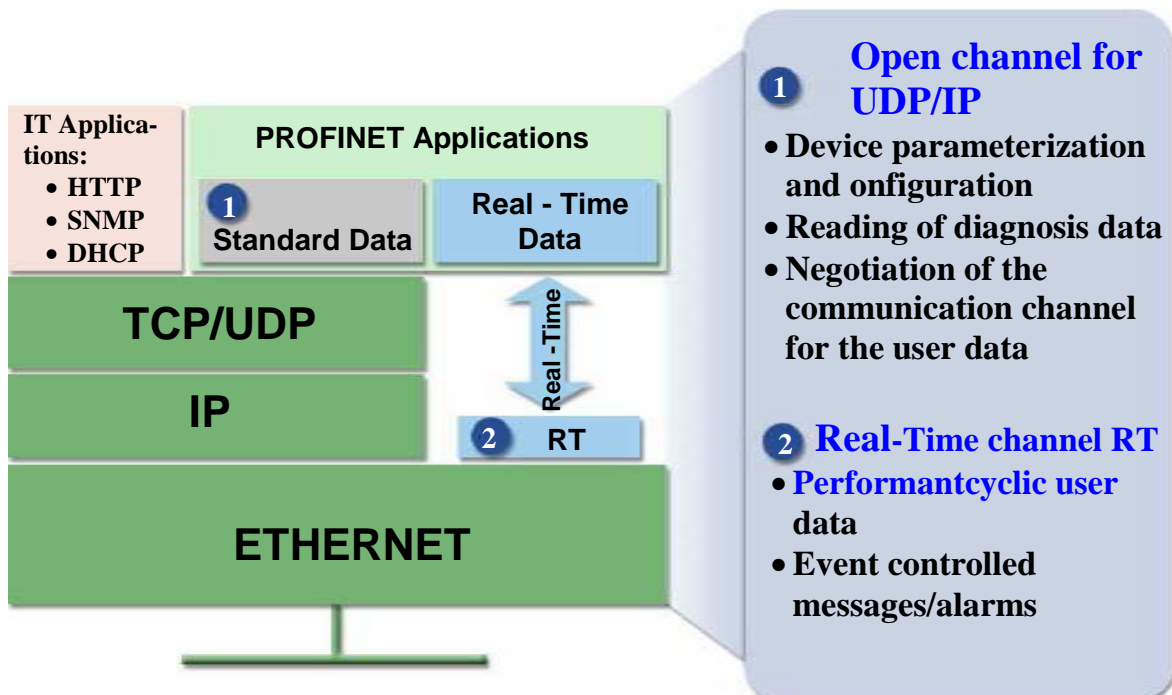 IT Applica-
tions:
• HTTP
• SNMP
• DHCP
PROFINET Applications
1
Standard Data
Real - Time
Data
TCP/UDP
IP
Real -Time
2 RT
ETHERNET
1 Open channel for
UDP/IP
• Device parameterization
and onfiguration
• Reading of diagnosis data
• Negotiation of the
communication channel
for the user data
2 Real-Time channel RT
• Performantcyclic user
data
• Event controlled
messages/alarms